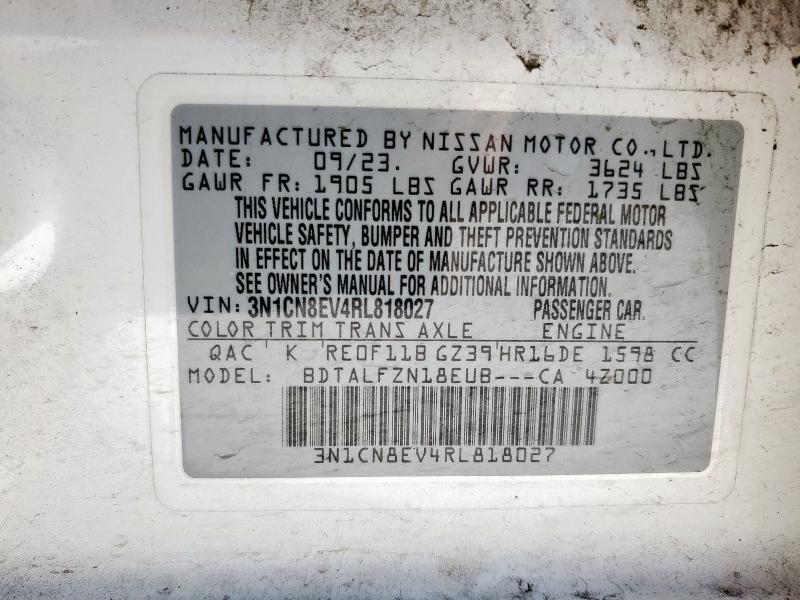 MANUFACTURED BY NISSAN MOTOR CO., LTD.
DATE: 09/23. GVWR: 3624 LBS
GAWR FR: 1905 LBS GAWR RR: 1735 LBS
THIS VEHICLE CONFORMS TO ALL APPLICABLE FEDERAL MOTOR
VEHICLE SAFETY, BUMPER AND THEFT PREVENTION STANDARDS
IN EFFECT ON THE DATE OF MANUFACTURE SHOWN ABOVE.
SEE OWNER'S MANUAL FOR ADDITIONAL INFORMATION.
VIN: 3N1CN8EV4RL818027 PASSENGER CAR.
COLOR TRIM TRANS AXLE ENGINE
QAC K RE0F11B GZ39 HR16DE 1598 CC
MODEL: BDTALFZN18EUB---CA 4Z000
3N1CN8EV4RL818027